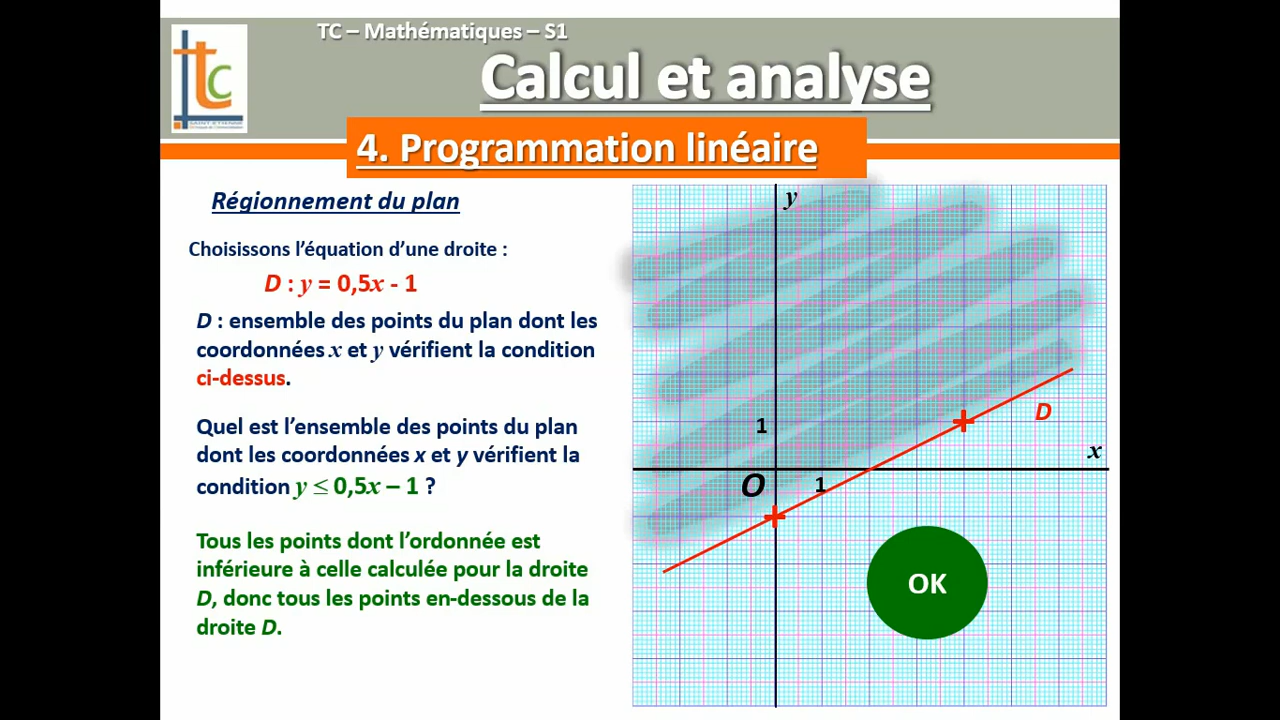 TC – Mathématiques – S1
Calcul et analyse
tc
SAINT-ETIENNE
4. Programmation linéaire
Régionnement du plan
Choisissons l'équation d'une droite :
D : y = 0,5x - 1
D : ensemble des points du plan dont les
coordonnées x et y vérifient la condition
ci-dessus.
Quel est l'ensemble des points du plan
dont les coordonnées x et y vérifient la
condition y ≤ 0,5x – 1 ?
Tous les points dont l'ordonnée est
inférieure à celle calculée pour la droite
D, donc tous les points en-dessous de la
droite D.
y
D
1
x
O
1
OK